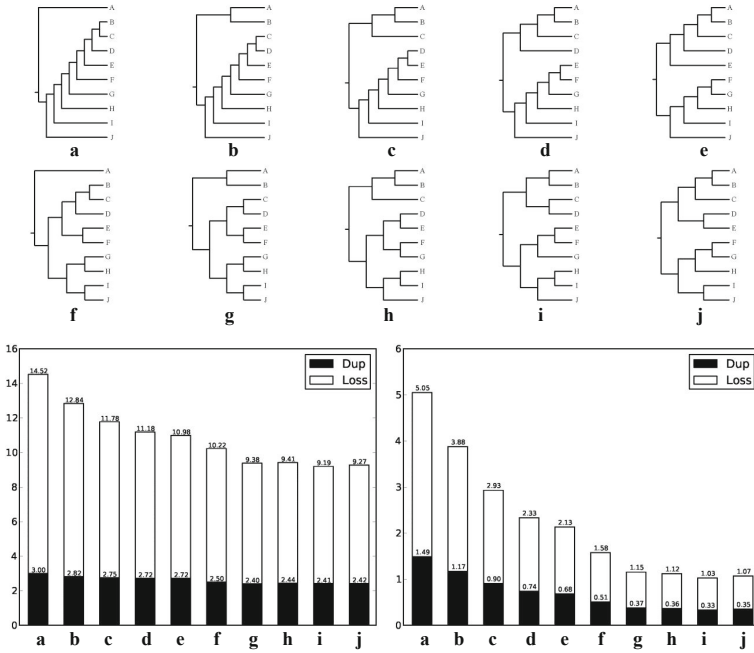 A A A A A
B B B B B
C C C C C
D D D D D
E E E E E
F F F F F
G G G G G
H H H H H
I I I I I
J J J J J
a b c d e
A A A A A
B B B B B
C C C C C
D D D D D
E E E E E
F F F F F
G G G G G
H H H H H
I I I I I
J J J J J
f g h i j
16
14
12
10
8
6
4
2
0
Dup
Loss
14.52 12.84 11.78 11.18 10.98 10.22 9.38 9.41 9.19 9.27
3.00 2.82 2.75 2.72 2.72 2.50 2.40 2.44 2.41 2.42
a b c d e f g h i j
6
5
4
3
2
1
0
Dup
Loss
5.05 3.88 2.93 2.33 2.13 1.58 1.15 1.12 1.03 1.07
1.49 1.17 0.90 0.74 0.68 0.51 0.37 0.36 0.33 0.35
a b c d e f g h i j